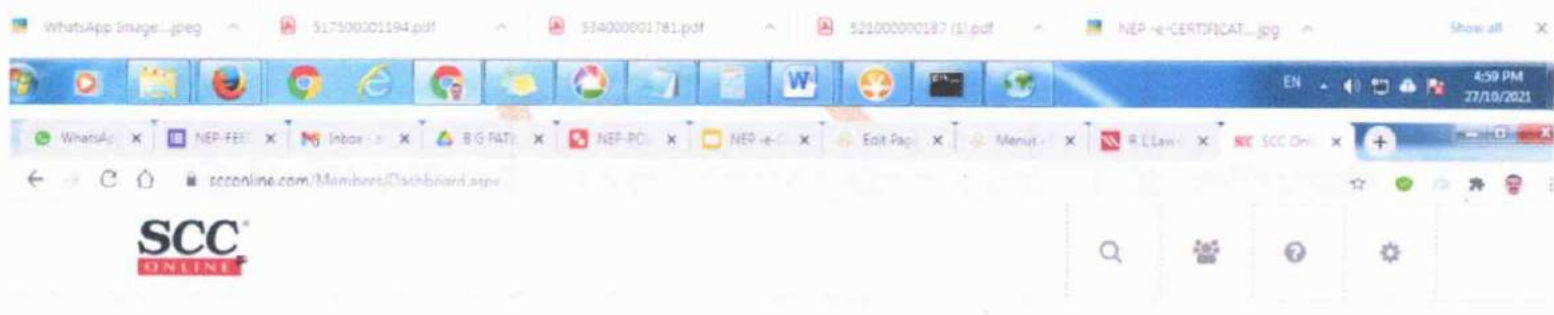 WhatsApp Image....jpeg 517500001194.pdf 534000001781.pdf 521000000187 (1).pdf NEP -e-CERTIFICAT....jpg Show all X
EN 4:59 PM
27/10/2021
WhatsAp NEP-FEE Inbox - B G PATI NEP-PO NEP -e-C Edit Pag Menus R L Law SCC Onl
scconline.com/Members/Dashboard.aspx
SCC
ONLINE